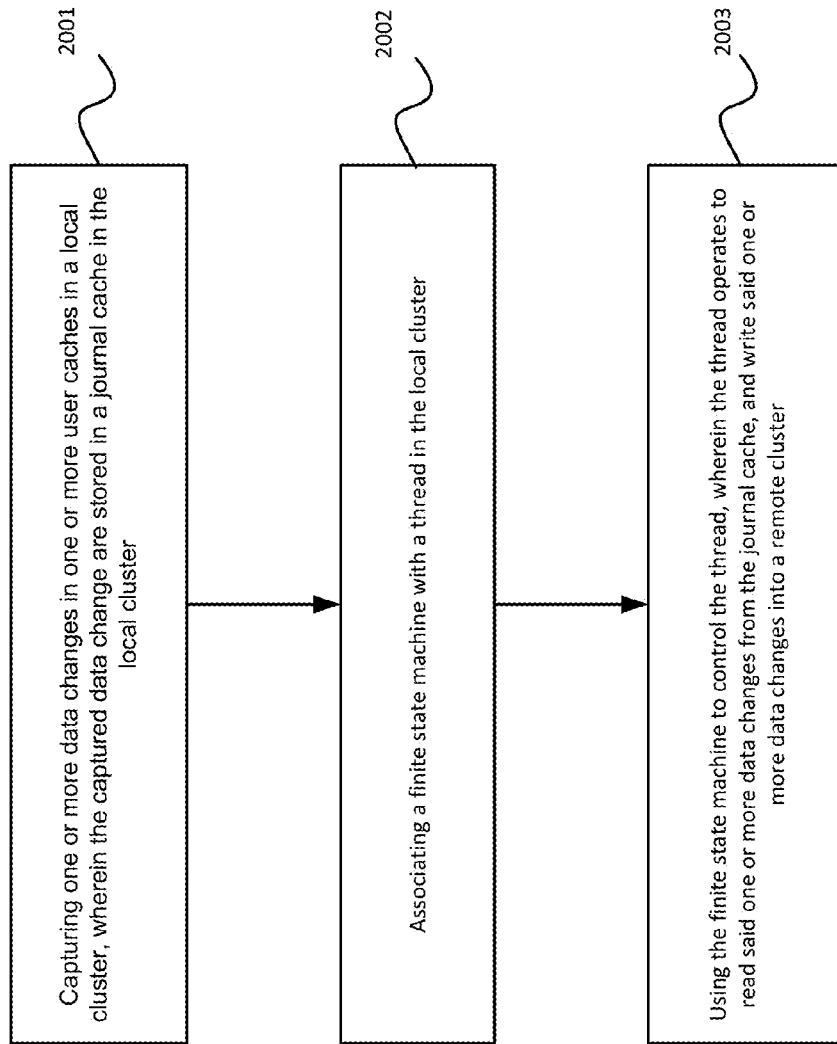 Capturing one or more data changes in one or more user caches in a local
cluster, wherein the captured data change are stored in a journal cache in the
local cluster
2001
Associating a finite state machine with a thread in the local cluster
2002
Using the finite state machine to control the thread, wherein the thread operates to
read said one or more data changes from the journal cache, and write said one or
more data changes into a remote cluster
2003